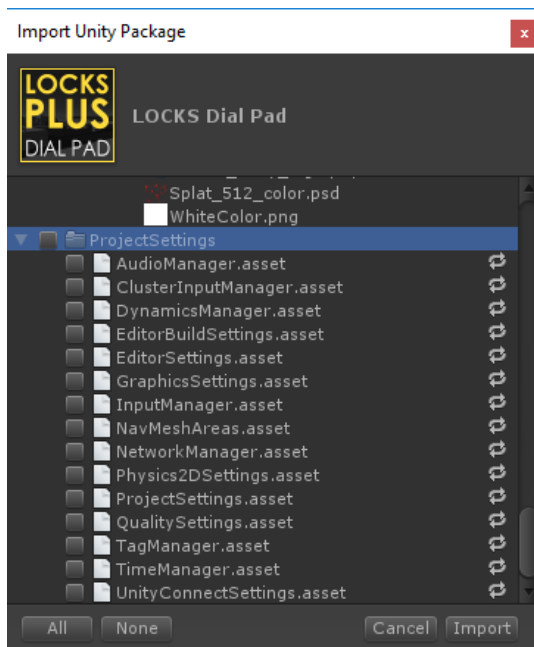 Import Unity Package
x
LOCKS
PLUS
DIAL PAD
LOCKS Dial Pad
Splat_512_color.psd
WhiteColor.png
ProjectSettings
AudioManager.asset
ClusterInputManager.asset
DynamicsManager.asset
EditorBuildSettings.asset
EditorSettings.asset
GraphicsSettings.asset
InputManager.asset
NavMeshAreas.asset
NetworkManager.asset
Physics2DSettings.asset
ProjectSettings.asset
QualitySettings.asset
TagManager.asset
TimeManager.asset
UnityConnectSettings.asset
All None Cancel Import